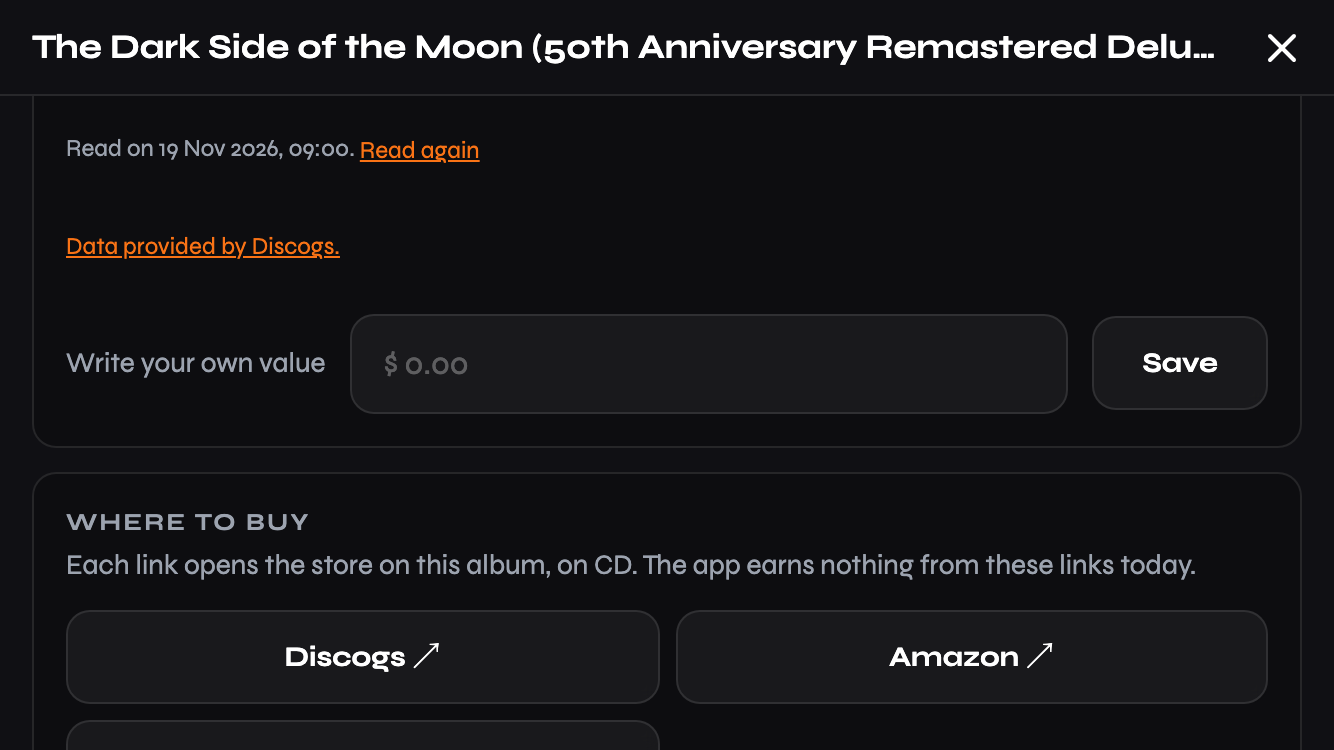 The Dark Side of the Moon (50th Anniversary Remastered Delu...
Read on 19 Nov 2026, 09:00. Read again
Data provided by Discogs.
Write your own value
$ 0.00
Save
WHERE TO BUY
Each link opens the store on this album, on CD. The app earns nothing from these links today.
Discogs ↗
Amazon ↗